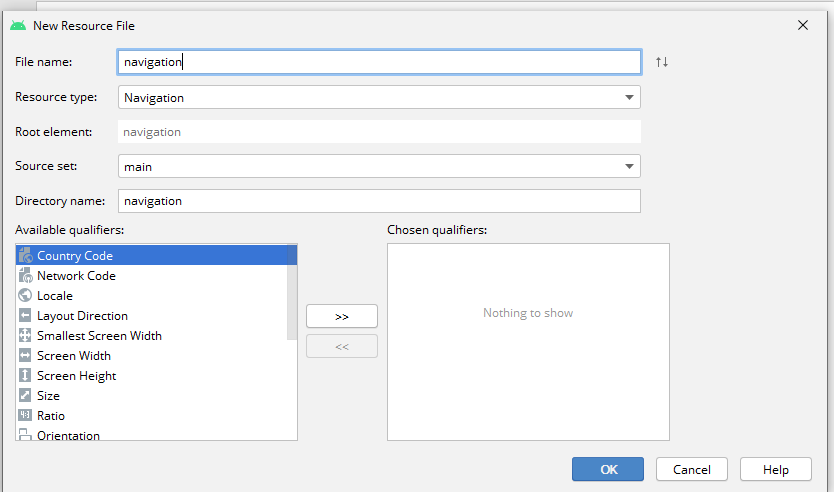 New Resource File
File name: navigation
Resource type: Navigation
Root element: navigation
Source set: main
Directory name: navigation
Available qualifiers:
Chosen qualifiers:
Country Code
Network Code
Locale
Layout Direction
Smallest Screen Width
Screen Width
Screen Height
Size
Ratio
Orientation
>>
<<
Nothing to show
OK
Cancel
Help